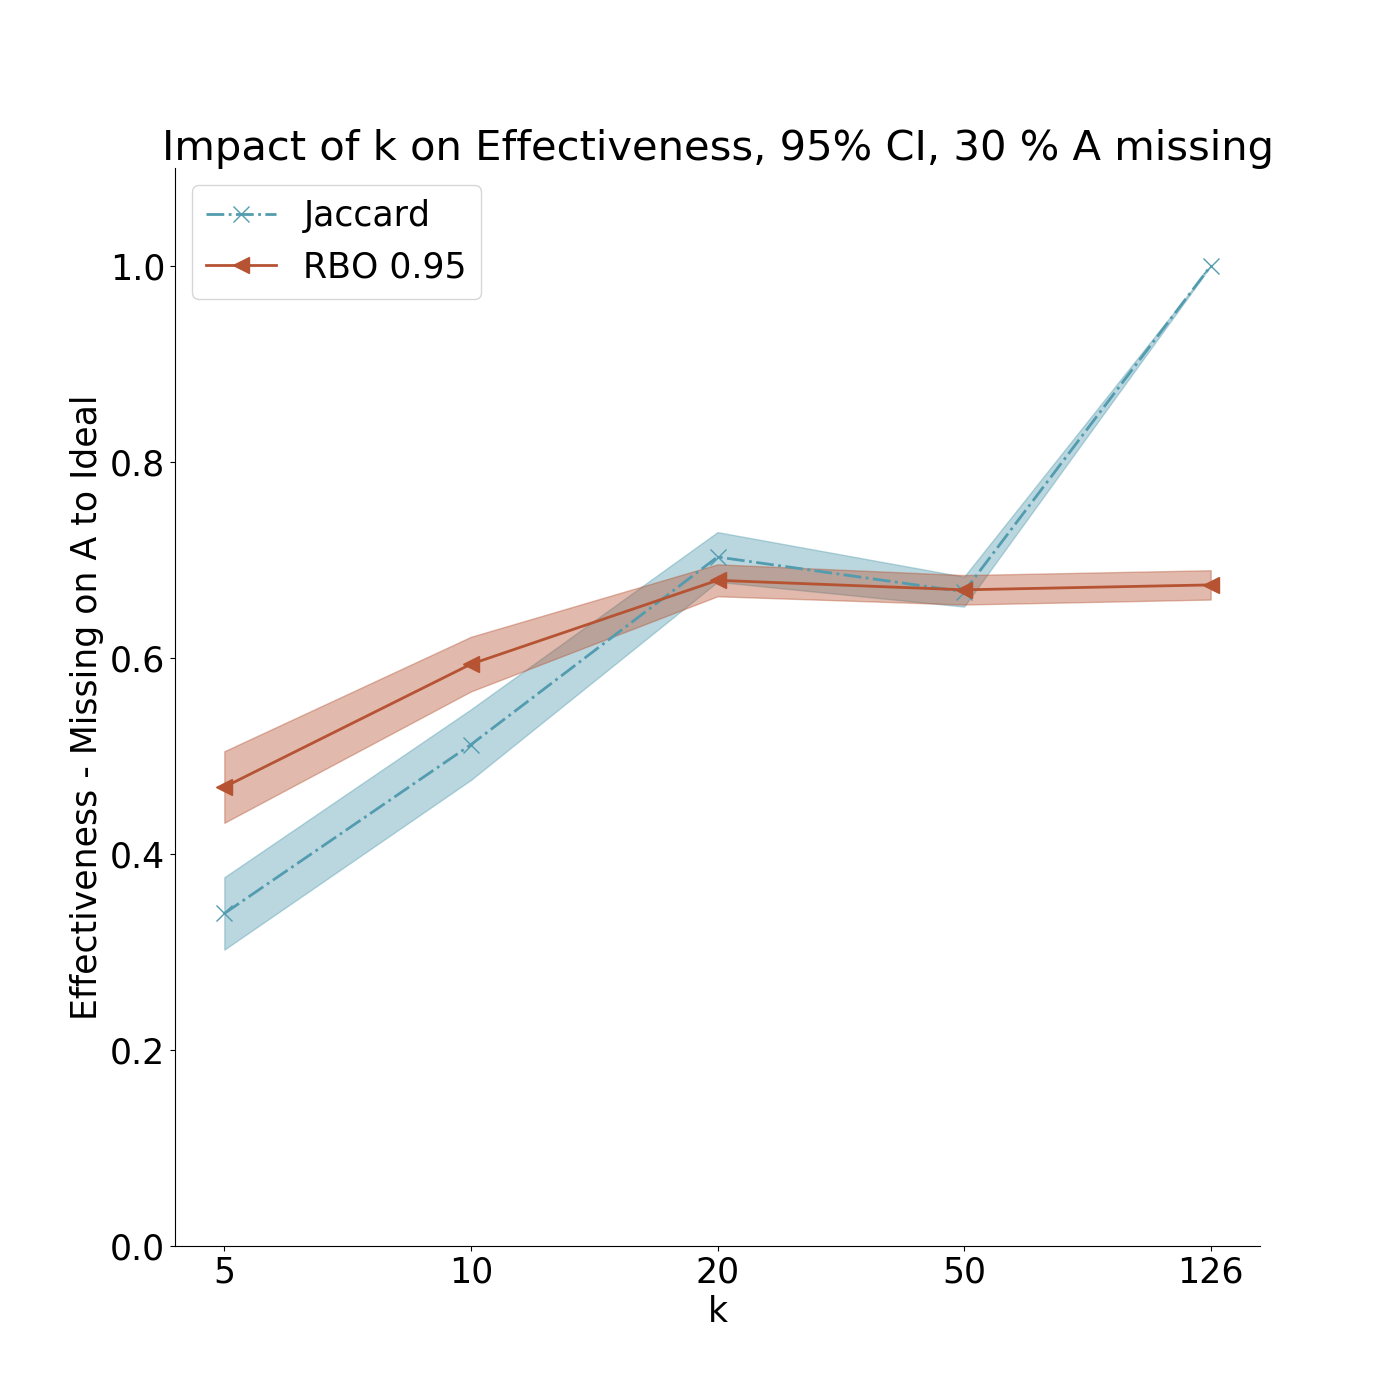 Impact of k on Effectiveness, 95% CI, 30 % A missing
Jaccard
RBO 0.95
Effectiveness - Missing on A to Ideal
1.0
0.8
0.6
0.4
0.2
0.0
5 10 20 50 126
k